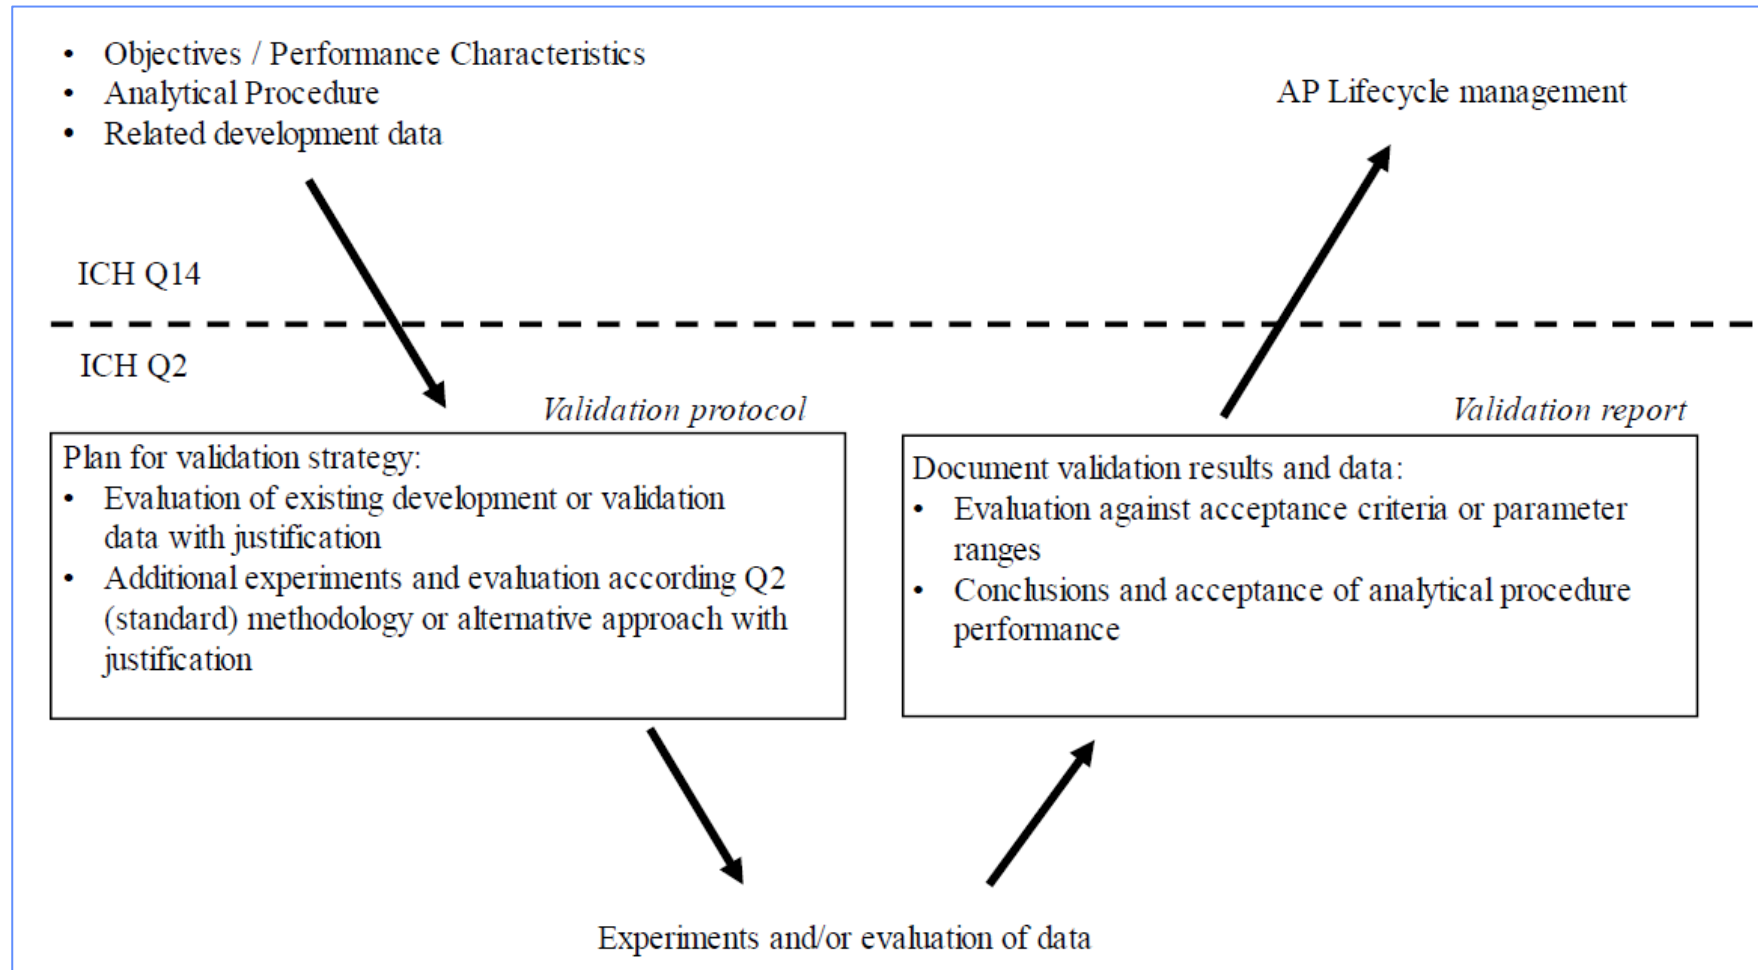 • Objectives / Performance Characteristics
• Analytical Procedure
• Related development data
AP Lifecycle management
ICH Q14
ICH Q2
Validation protocol
Plan for validation strategy:
• Evaluation of existing development or validation
data with justification
• Additional experiments and evaluation according Q2
(standard) methodology or alternative approach with
justification
Validation report
Document validation results and data:
• Evaluation against acceptance criteria or parameter
ranges
• Conclusions and acceptance of analytical procedure
performance
Experiments and/or evaluation of data